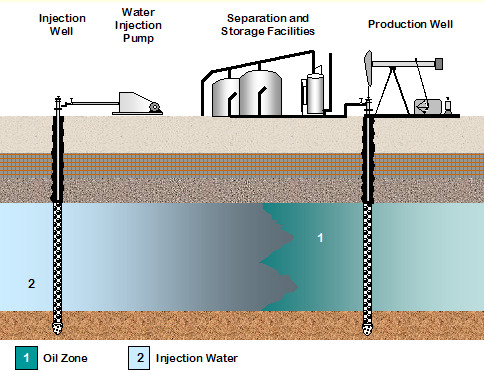 Injection
Well
Water
Injection
Pump
Separation and
Storage Facilities
Production Well
1
2
1 Oil Zone
2 Injection Water